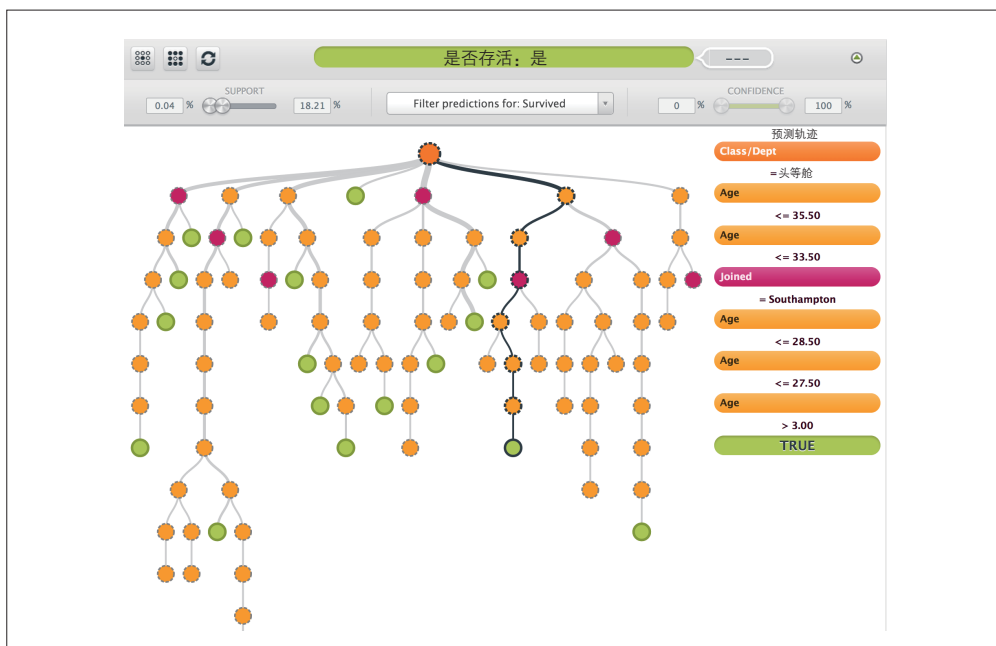 是否存活：是
---
SUPPORT
0.04 %
18.21 %
Filter predictions for: Survived
CONFIDENCE
0 %
100 %
预测轨迹
Class/Dept
=头等舱
Age
<= 35.50
Age
<= 33.50
Joined
= Southampton
Age
<= 28.50
Age
<= 27.50
Age
> 3.00
TRUE